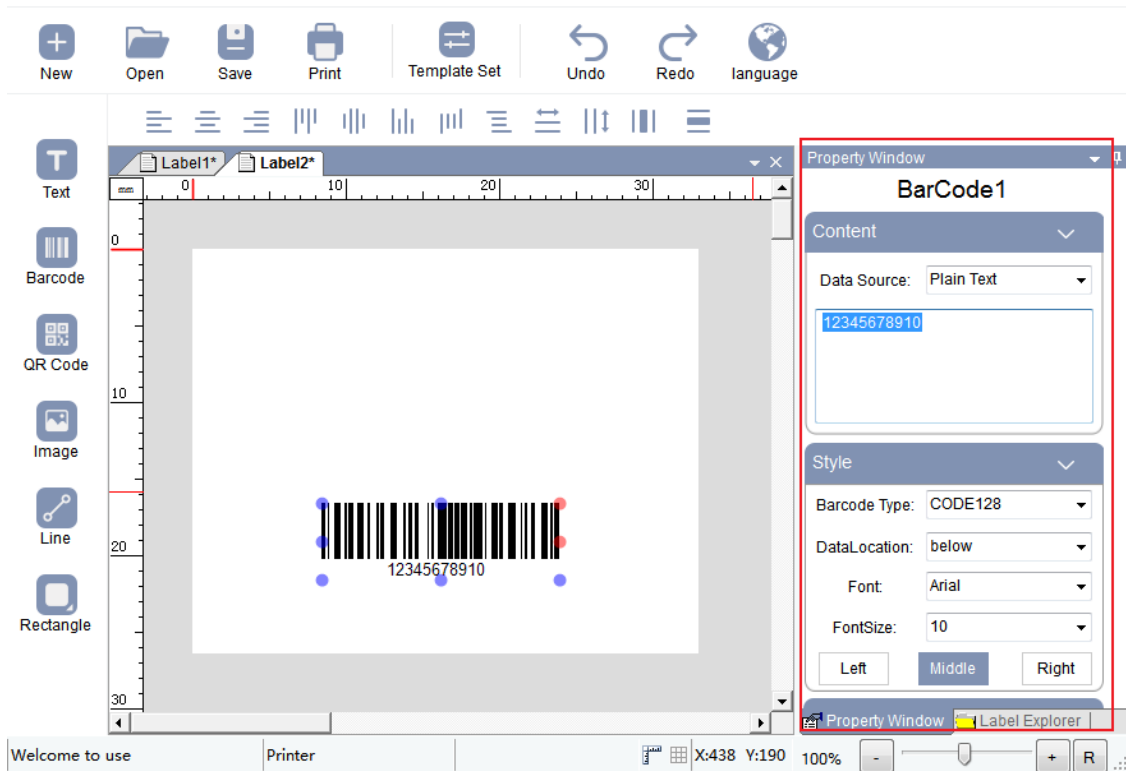 New Open Save Print Template Set Undo Redo language
Text
Barcode
QR Code
Image
Line
Rectangle
Label1* Label2*
mm 0 10 20 30
0
10
20
30
12345678910
Property Window
BarCode1
Content
Data Source: Plain Text
12345678910
Style
Barcode Type: CODE128
DataLocation: below
Font: Arial
FontSize: 10
Left Middle Right
Property Window Label Explorer
Welcome to use Printer X:438 Y:190 100% - + R